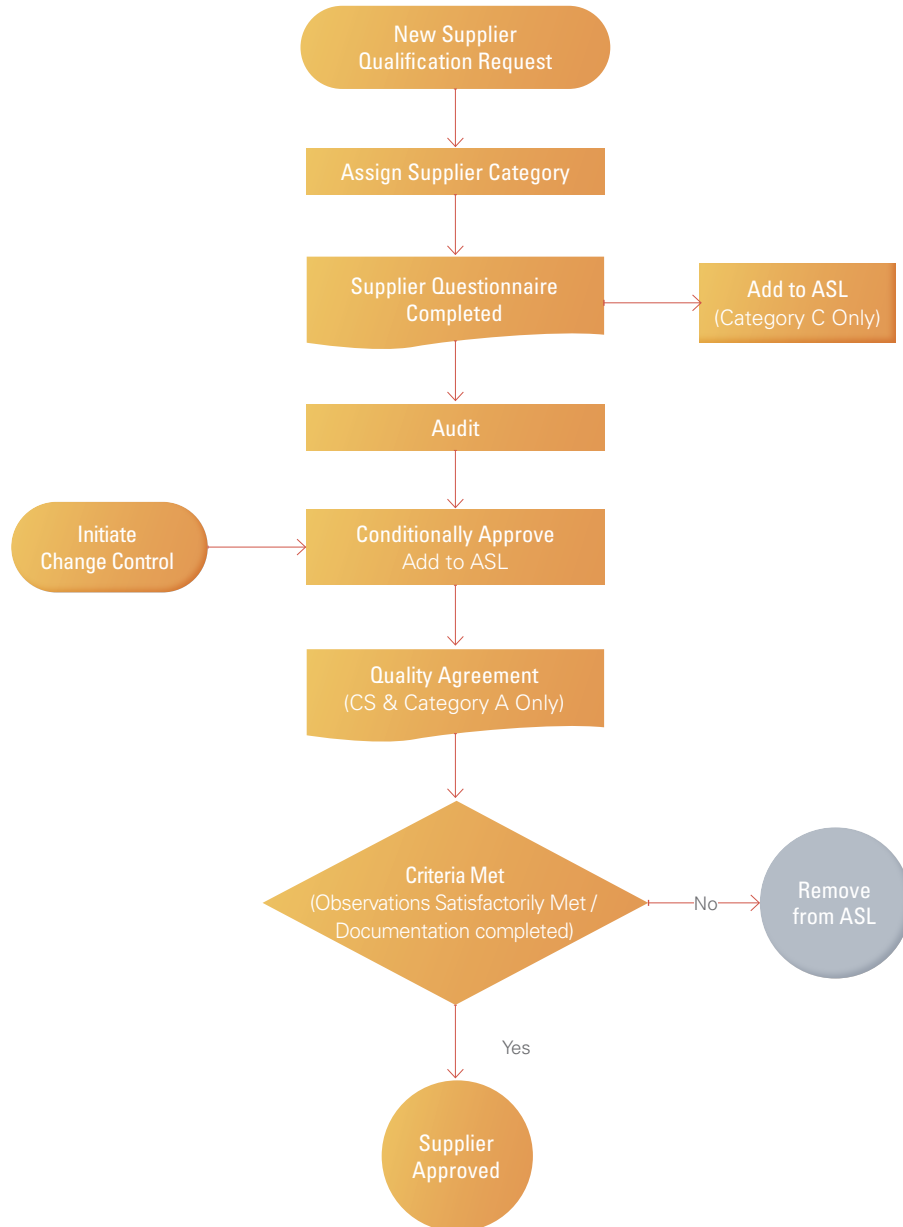 New Supplier
Qualification Request
Assign Supplier Category
Supplier Questionnaire
Completed
Add to ASL
(Category C Only)
Audit
Initiate
Change Control
Conditionally Approve
Add to ASL
Quality Agreement
(CS & Category A Only)
Criteria Met
(Observations Satisfactorily Met /
Documentation completed)
No
Remove
from ASL
Yes
Supplier
Approved